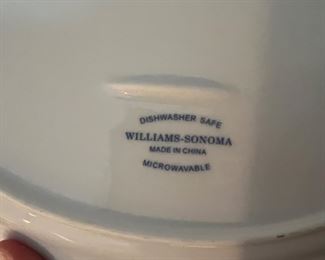 DISHWASHER SAFE
WILLIAMS-SONOMA
MADE IN CHINA
MICROWAVABLE